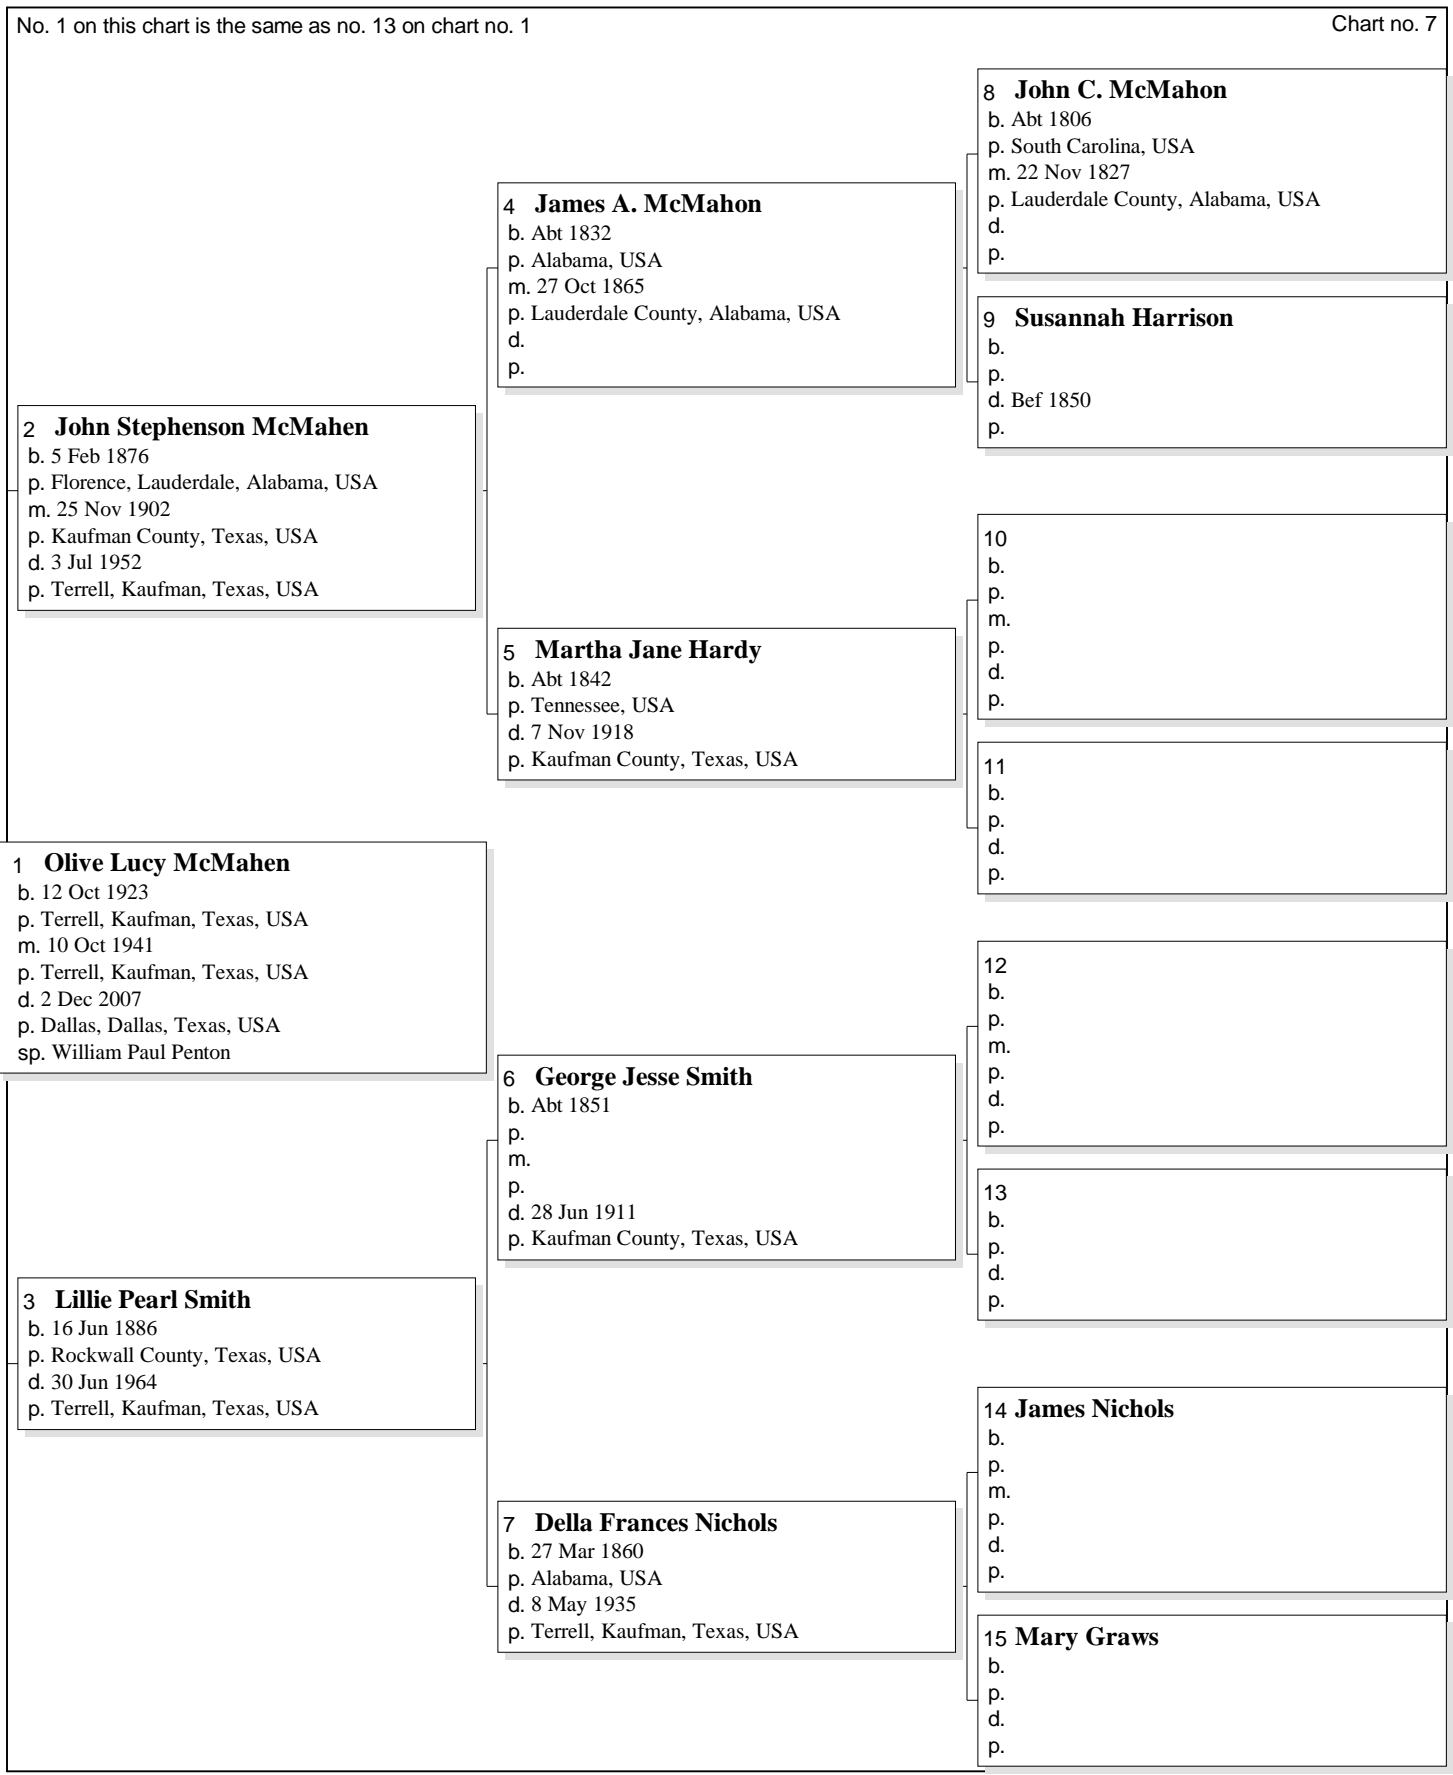 No. 1 on this chart is the same as no. 13 on chart no. 1
Chart no. 7
8 John C. McMahon
b. Abt 1806
p. South Carolina, USA
m. 22 Nov 1827
p. Lauderdale County, Alabama, USA
d.
p.
4 James A. McMahon
b. Abt 1832
p. Alabama, USA
m. 27 Oct 1865
p. Lauderdale County, Alabama, USA
d.
p.
9 Susannah Harrison
b.
p.
d. Bef 1850
p.
2 John Stephenson McMahen
b. 5 Feb 1876
p. Florence, Lauderdale, Alabama, USA
m. 25 Nov 1902
p. Kaufman County, Texas, USA
d. 3 Jul 1952
p. Terrell, Kaufman, Texas, USA
10
b.
p.
m.
p.
d.
p.
5 Martha Jane Hardy
b. Abt 1842
p. Tennessee, USA
d. 7 Nov 1918
p. Kaufman County, Texas, USA
11
b.
p.
d.
p.
1 Olive Lucy McMahen
b. 12 Oct 1923
p. Terrell, Kaufman, Texas, USA
m. 10 Oct 1941
p. Terrell, Kaufman, Texas, USA
d. 2 Dec 2007
p. Dallas, Dallas, Texas, USA
sp. William Paul Penton
12
b.
p.
m.
p.
d.
p.
6 George Jesse Smith
b. Abt 1851
p.
m.
p.
d. 28 Jun 1911
p. Kaufman County, Texas, USA
13
b.
p.
d.
p.
3 Lillie Pearl Smith
b. 16 Jun 1886
p. Rockwall County, Texas, USA
d. 30 Jun 1964
p. Terrell, Kaufman, Texas, USA
14 James Nichols
b.
p.
m.
p.
d.
p.
7 Della Frances Nichols
b. 27 Mar 1860
p. Alabama, USA
d. 8 May 1935
p. Terrell, Kaufman, Texas, USA
15 Mary Graws
b.
p.
d.
p.